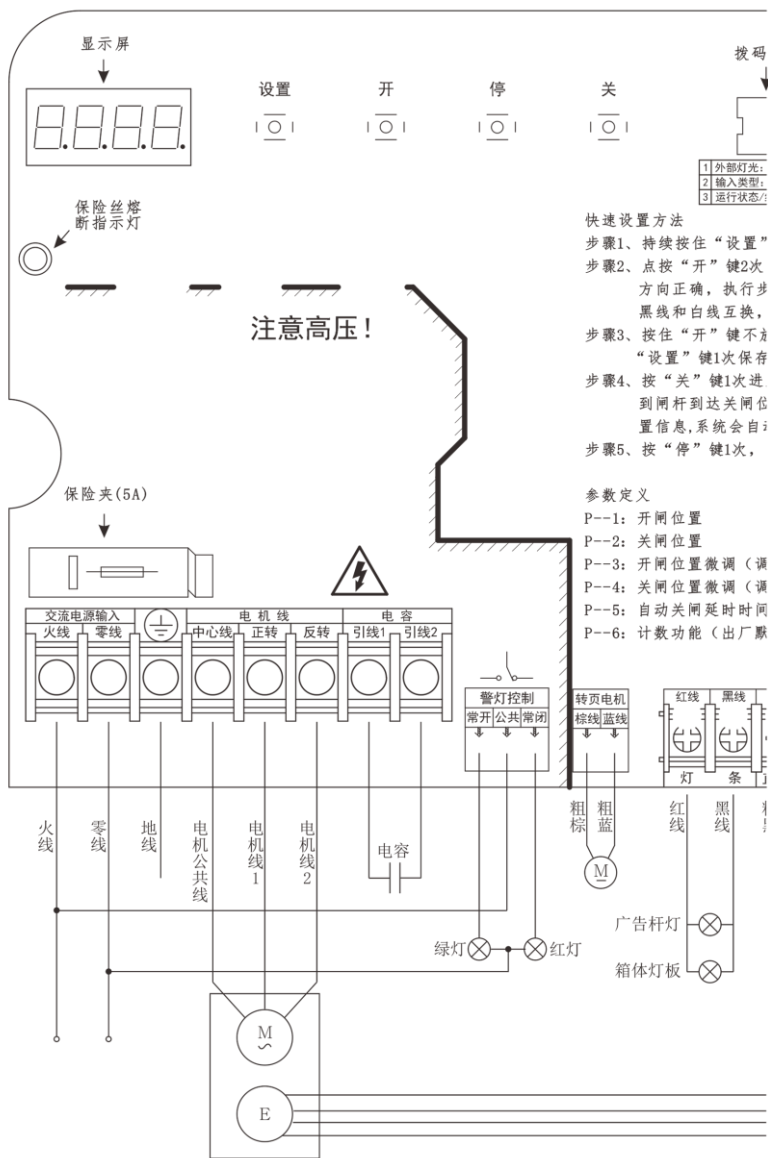 显示屏
设置
开
停
关
拨码
1 外部灯光:
2 输入类型:
3 运行状态/
保险丝熔
断指示灯
注意高压!
快速设置方法
步骤1、持续按住“设置”
步骤2、点按“开”键2次
方向正确, 执行步
黑线和白线互换,
步骤3、按住“开”键不放
“设置”键1次保存
步骤4、按“关”键1次进
到闸杆到达关闸位
置信息,系统会自动
步骤5、按“停”键1次,
参数定义
P--1: 开闸位置
P--2: 关闸位置
P--3: 开闸位置微调(调
P--4: 关闸位置微调(调
P--5: 自动关闸延时时间
P--6: 计数功能(出厂默
保险夹(5A)
交流电源输入
电 机 线
电 容
火线
零线
中心线
正转
反转
引线1
引线2
警灯控制
常开
公共
常闭
转页电机
棕线
蓝线
红线
黑线
灯
条
火线
零线
地线
电机公共线
电机线1
电机线2
电容
粗棕
粗蓝
红线
黑线
M
绿灯
红灯
广告杆灯
箱体灯板
M
E